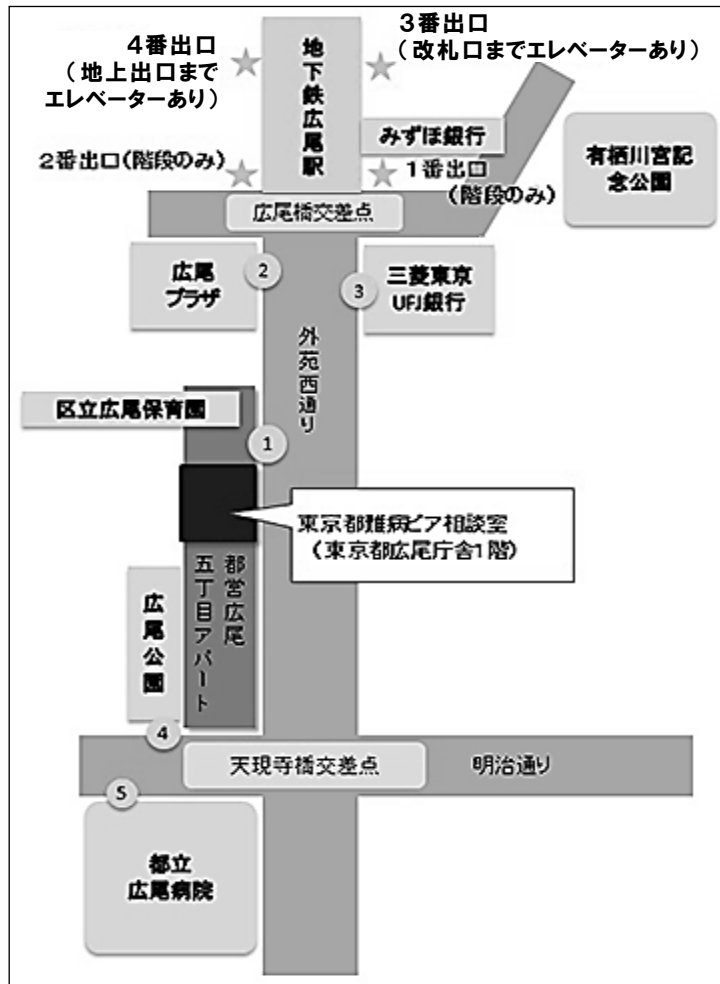 4番出口
（地上出口まで
エレベーターあり）
3番出口
（改札口までエレベーターあり）
地下鉄広尾駅
みずほ銀行
有栖川宮記
念公園
2番出口（階段のみ）
1番出口
（階段のみ）
広尾橋交差点
広尾
プラザ
2
3
三菱東京
UFJ銀行
外苑西通り
区立広尾保育園
1
東京都難病ピア相談室
（東京都広尾庁舎1階）
都営広尾
五丁目アパート
広尾公園
4
天現寺橋交差点
明治通り
5
都立
広尾病院